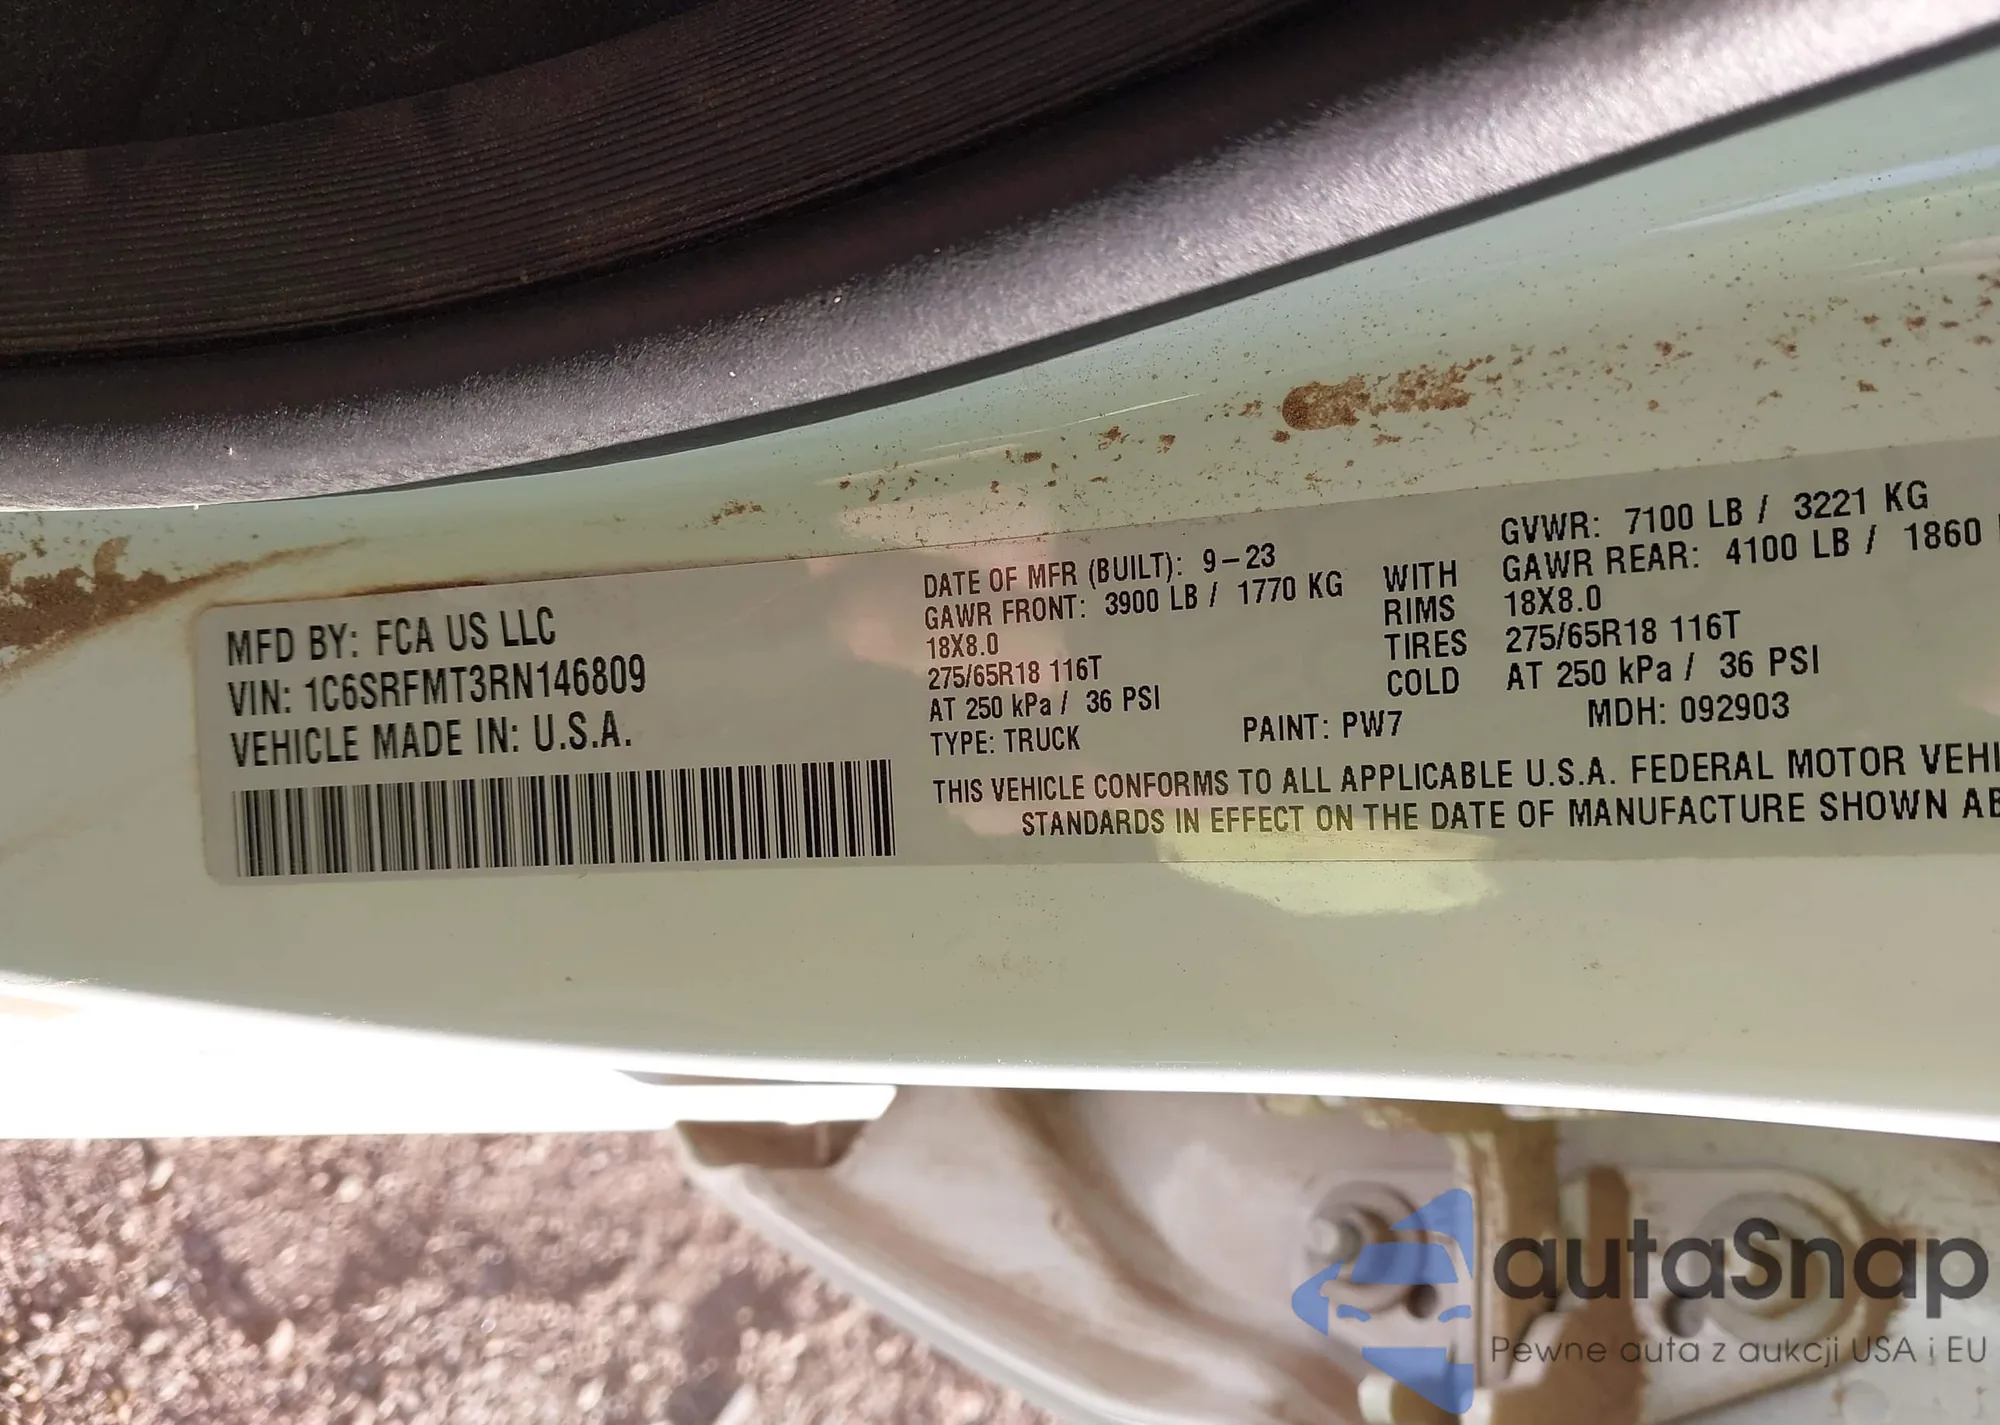 MFD BY: FCA US LLC
VIN: 1C6SRFMT3RN146809
VEHICLE MADE IN: U.S.A.
DATE OF MFR (BUILT): 9-23
GAWR FRONT: 3900 LB / 1770 KG
18X8.0
275/65R18 116T
AT 250 kPa / 36 PSI
TYPE: TRUCK
WITH
RIMS
TIRES
COLD
PAINT: PW7
GVWR: 7100 LB / 3221 KG
GAWR REAR: 4100 LB / 1860
18X8.0
275/65R18 116T
AT 250 kPa / 36 PSI
MDH: 092903
THIS VEHICLE CONFORMS TO ALL APPLICABLE U.S.A. FEDERAL MOTOR VEHI
STANDARDS IN EFFECT ON THE DATE OF MANUFACTURE SHOWN AB
autaSnap
Pewne auta z aukcji USA i EU